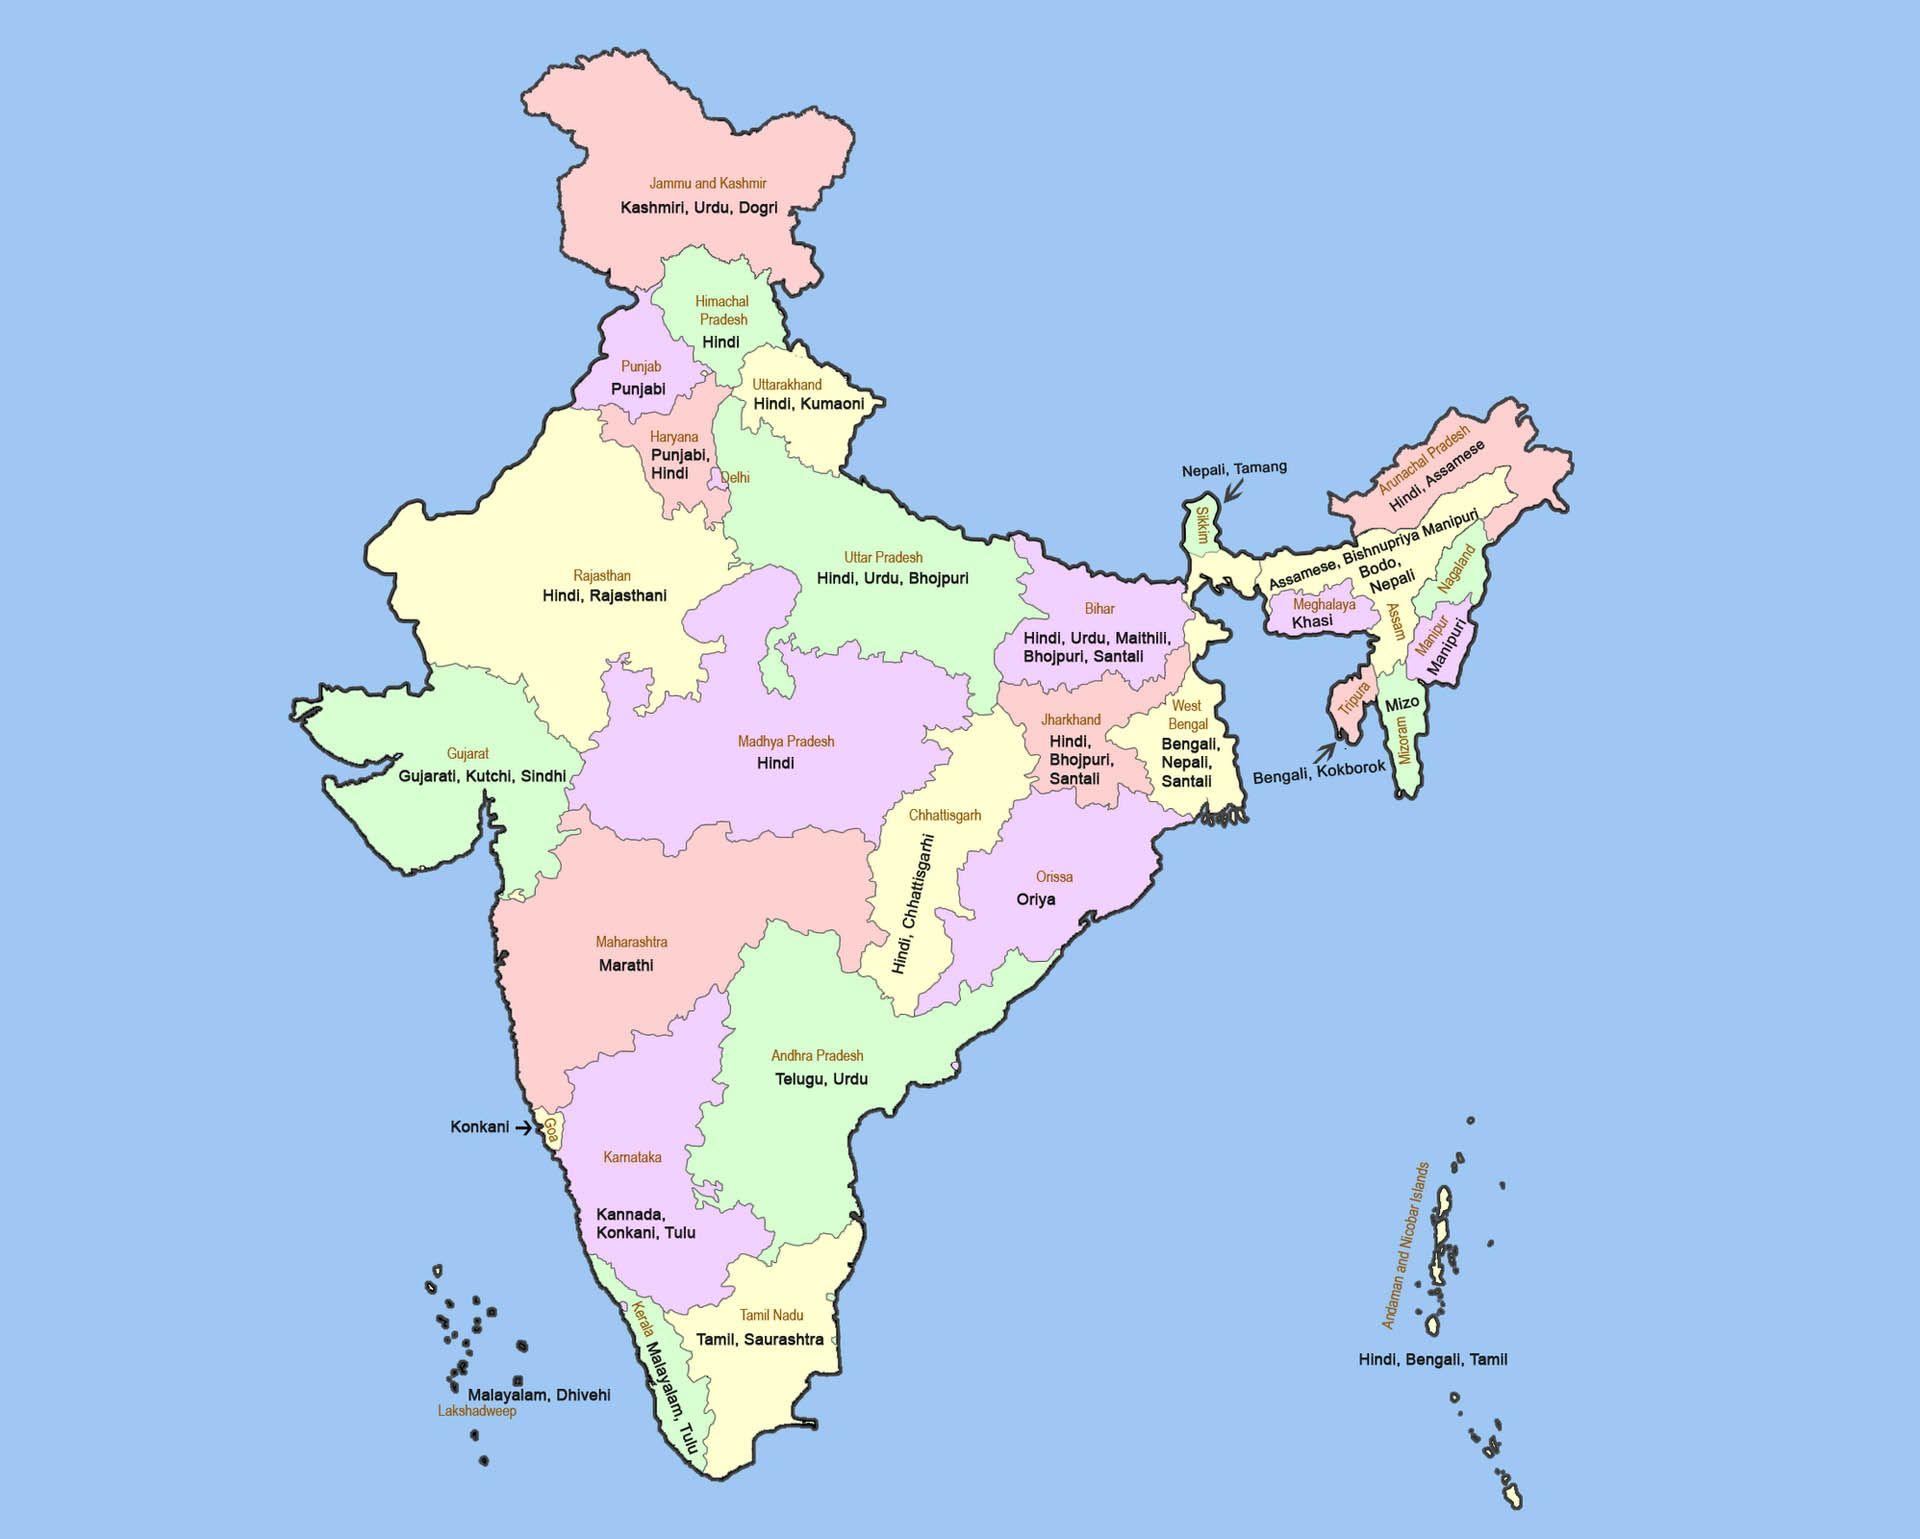 Jammu and Kashmir
Kashmiri, Urdu, Dogri
Himachal
Pradesh
Hindi
Punjab
Punjabi
Uttarakhand
Hindi, Kumaoni
Haryana
Punjabi,
Hindi
Delhi
Rajasthan
Hindi, Rajasthani
Uttar Pradesh
Hindi, Urdu, Bhojpuri
Bihar
Hindi, Urdu, Maithili,
Bhojpuri, Santali
Nepali, Tamang
Sikkim
Arunachal Pradesh
Hindi, Assamese
Assamese, Bishnupriya Manipuri
Bodo,
Nepali
Assam
Nagaland
Meghalaya
Khasi
Manipur
Manipuri
Tripura
Bengali, Kokborok
Mizo
Mizoram
Gujarat
Gujarati, Kutchi, Sindhi
Madhya Pradesh
Hindi
Jharkhand
Hindi,
Bhojpuri,
Santali
West
Bengal
Bengali,
Nepali,
Santali
Chhattisgarh
Hindi, Chhattisgarhi
Orissa
Oriya
Maharashtra
Marathi
Andhra Pradesh
Telugu, Urdu
Konkani
Goa
Karnataka
Kannada,
Konkani, Tulu
Kerala
Malayalam, Tulu
Tamil Nadu
Tamil, Saurashtra
Malayalam, Dhivehi
Lakshadweep
Andaman and Nicobar Islands
Hindi, Bengali, Tamil